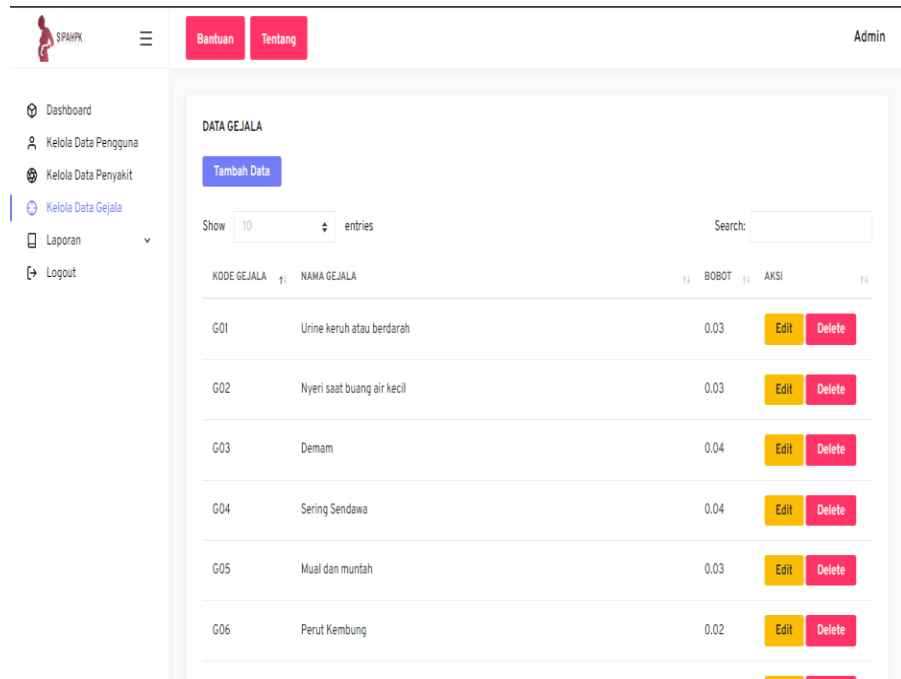 SIPAHPK
Bantuan Tentang Admin
Dashboard
Kelola Data Pengguna
Kelola Data Penyakit
Kelola Data Gejala
Laporan
Logout
DATA GEJALA
Tambah Data
Show 10 entries Search:
KODE GEJALA NAMA GEJALA BOBOT AKSI
G01 Urine keruh atau berdarah 0.03 Edit Delete
G02 Nyeri saat buang air kecil 0.03 Edit Delete
G03 Demam 0.04 Edit Delete
G04 Sering Sendawa 0.04 Edit Delete
G05 Mual dan muntah 0.03 Edit Delete
G06 Perut Kembung 0.02 Edit Delete